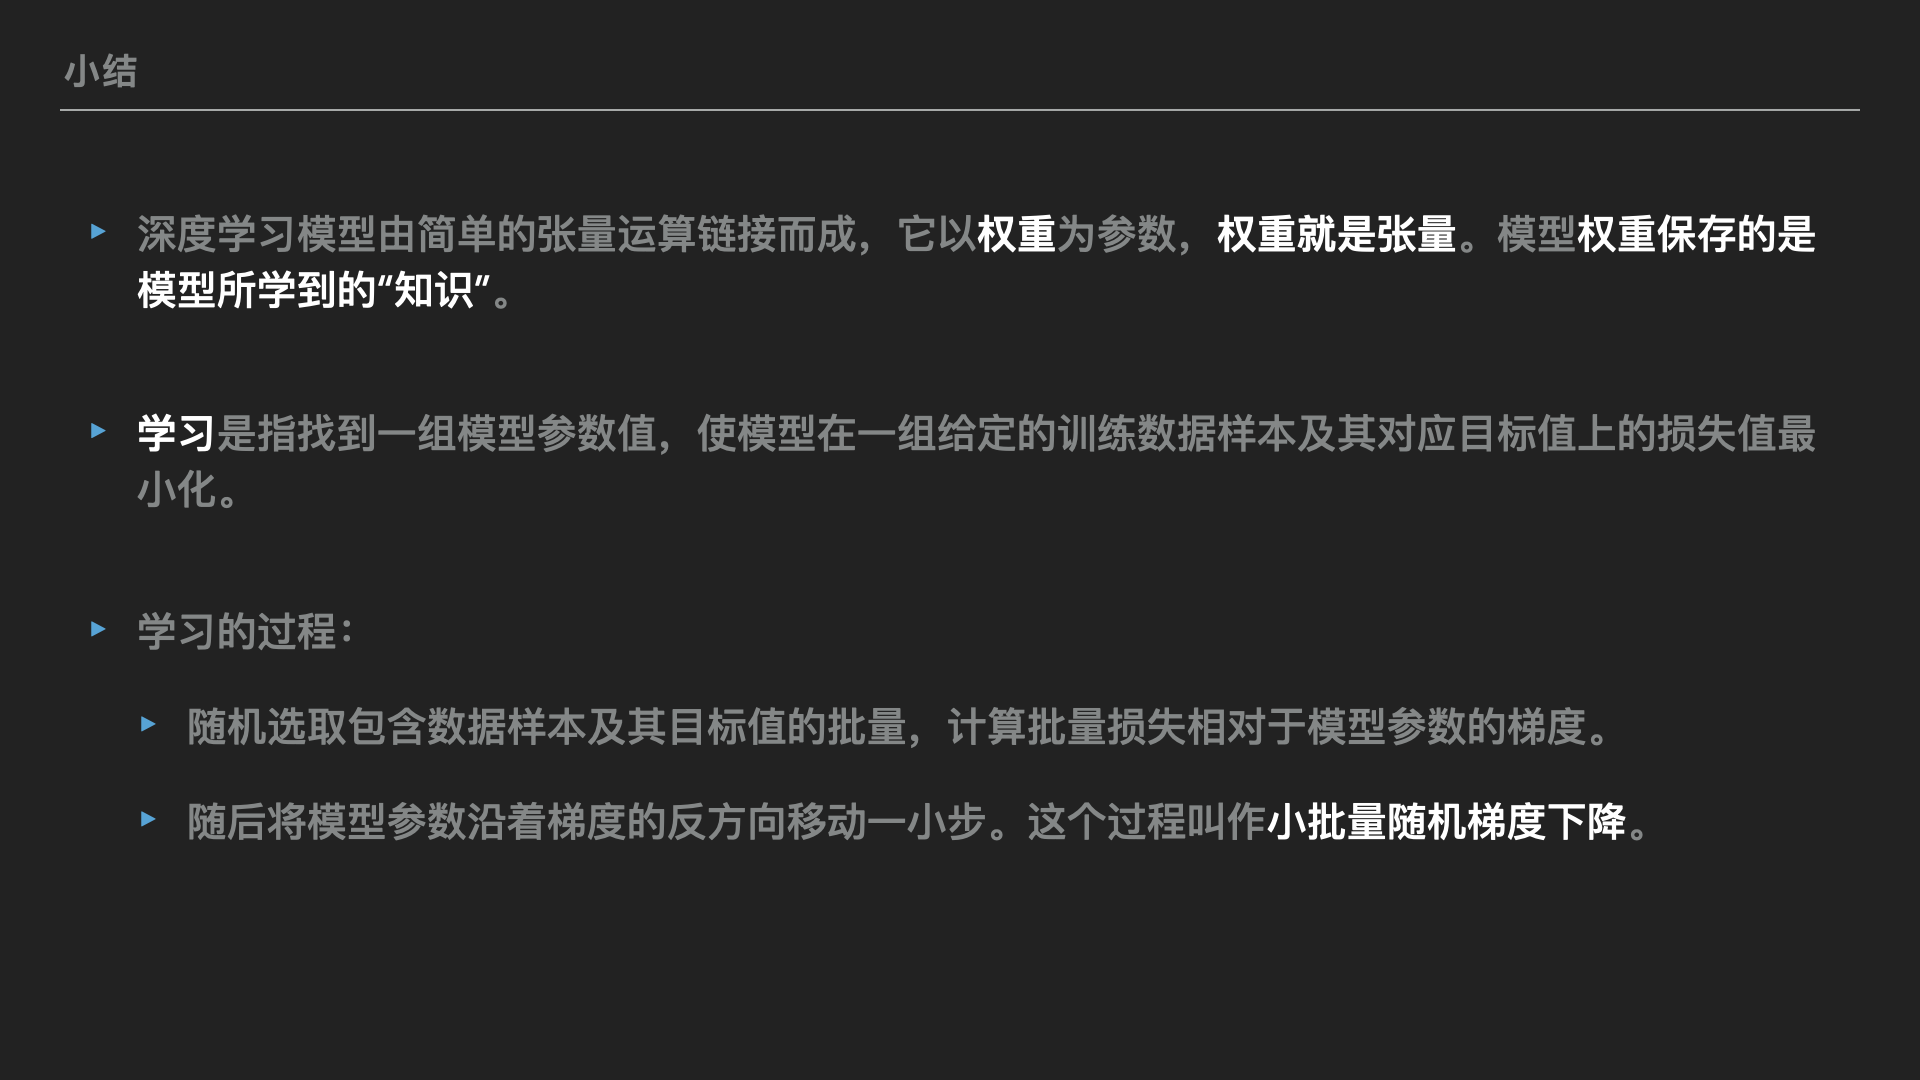 小结
深度学习模型由简单的张量运算链接而成，它以权重为参数，权重就是张量。模型权重保存的是
模型所学到的“知识”。
学习是指找到一组模型参数值，使模型在一组给定的训练数据样本及其对应目标值上的损失值最
小化。
学习的过程：
随机选取包含数据样本及其目标值的批量，计算批量损失相对于模型参数的梯度。
随后将模型参数沿着梯度的反方向移动一小步。这个过程叫作小批量随机梯度下降。